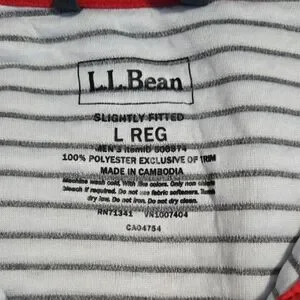 L.L.Bean
SLIGHTLY FITTED
L REG
MEN'S ItemID 506574
100% POLYESTER EXCLUSIVE OF TRIM
MADE IN CAMBODIA
Machine wash cold. With like colors. Only non chlorine
bleach if required. Do not use fabric softeners. Tumble
dry low. Do not iron. Do not dry clean.
RN71341 VN1007404
CA04754